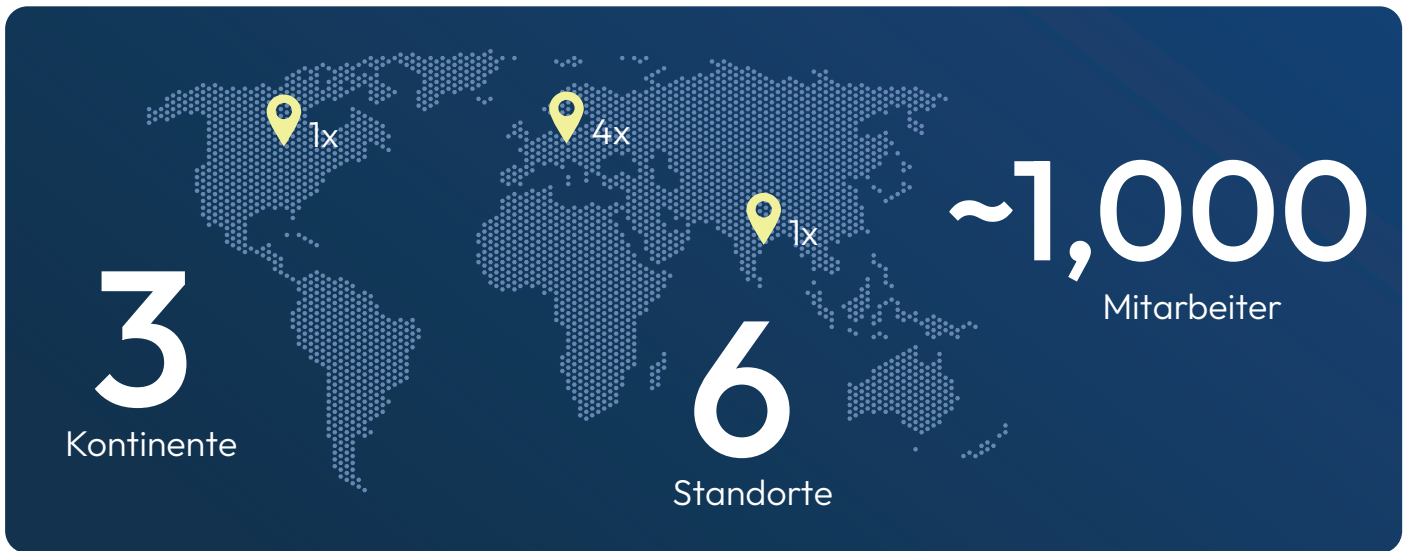 1x
4x
1x
~1,000
Mitarbeiter
3
Kontinente
6
Standorte